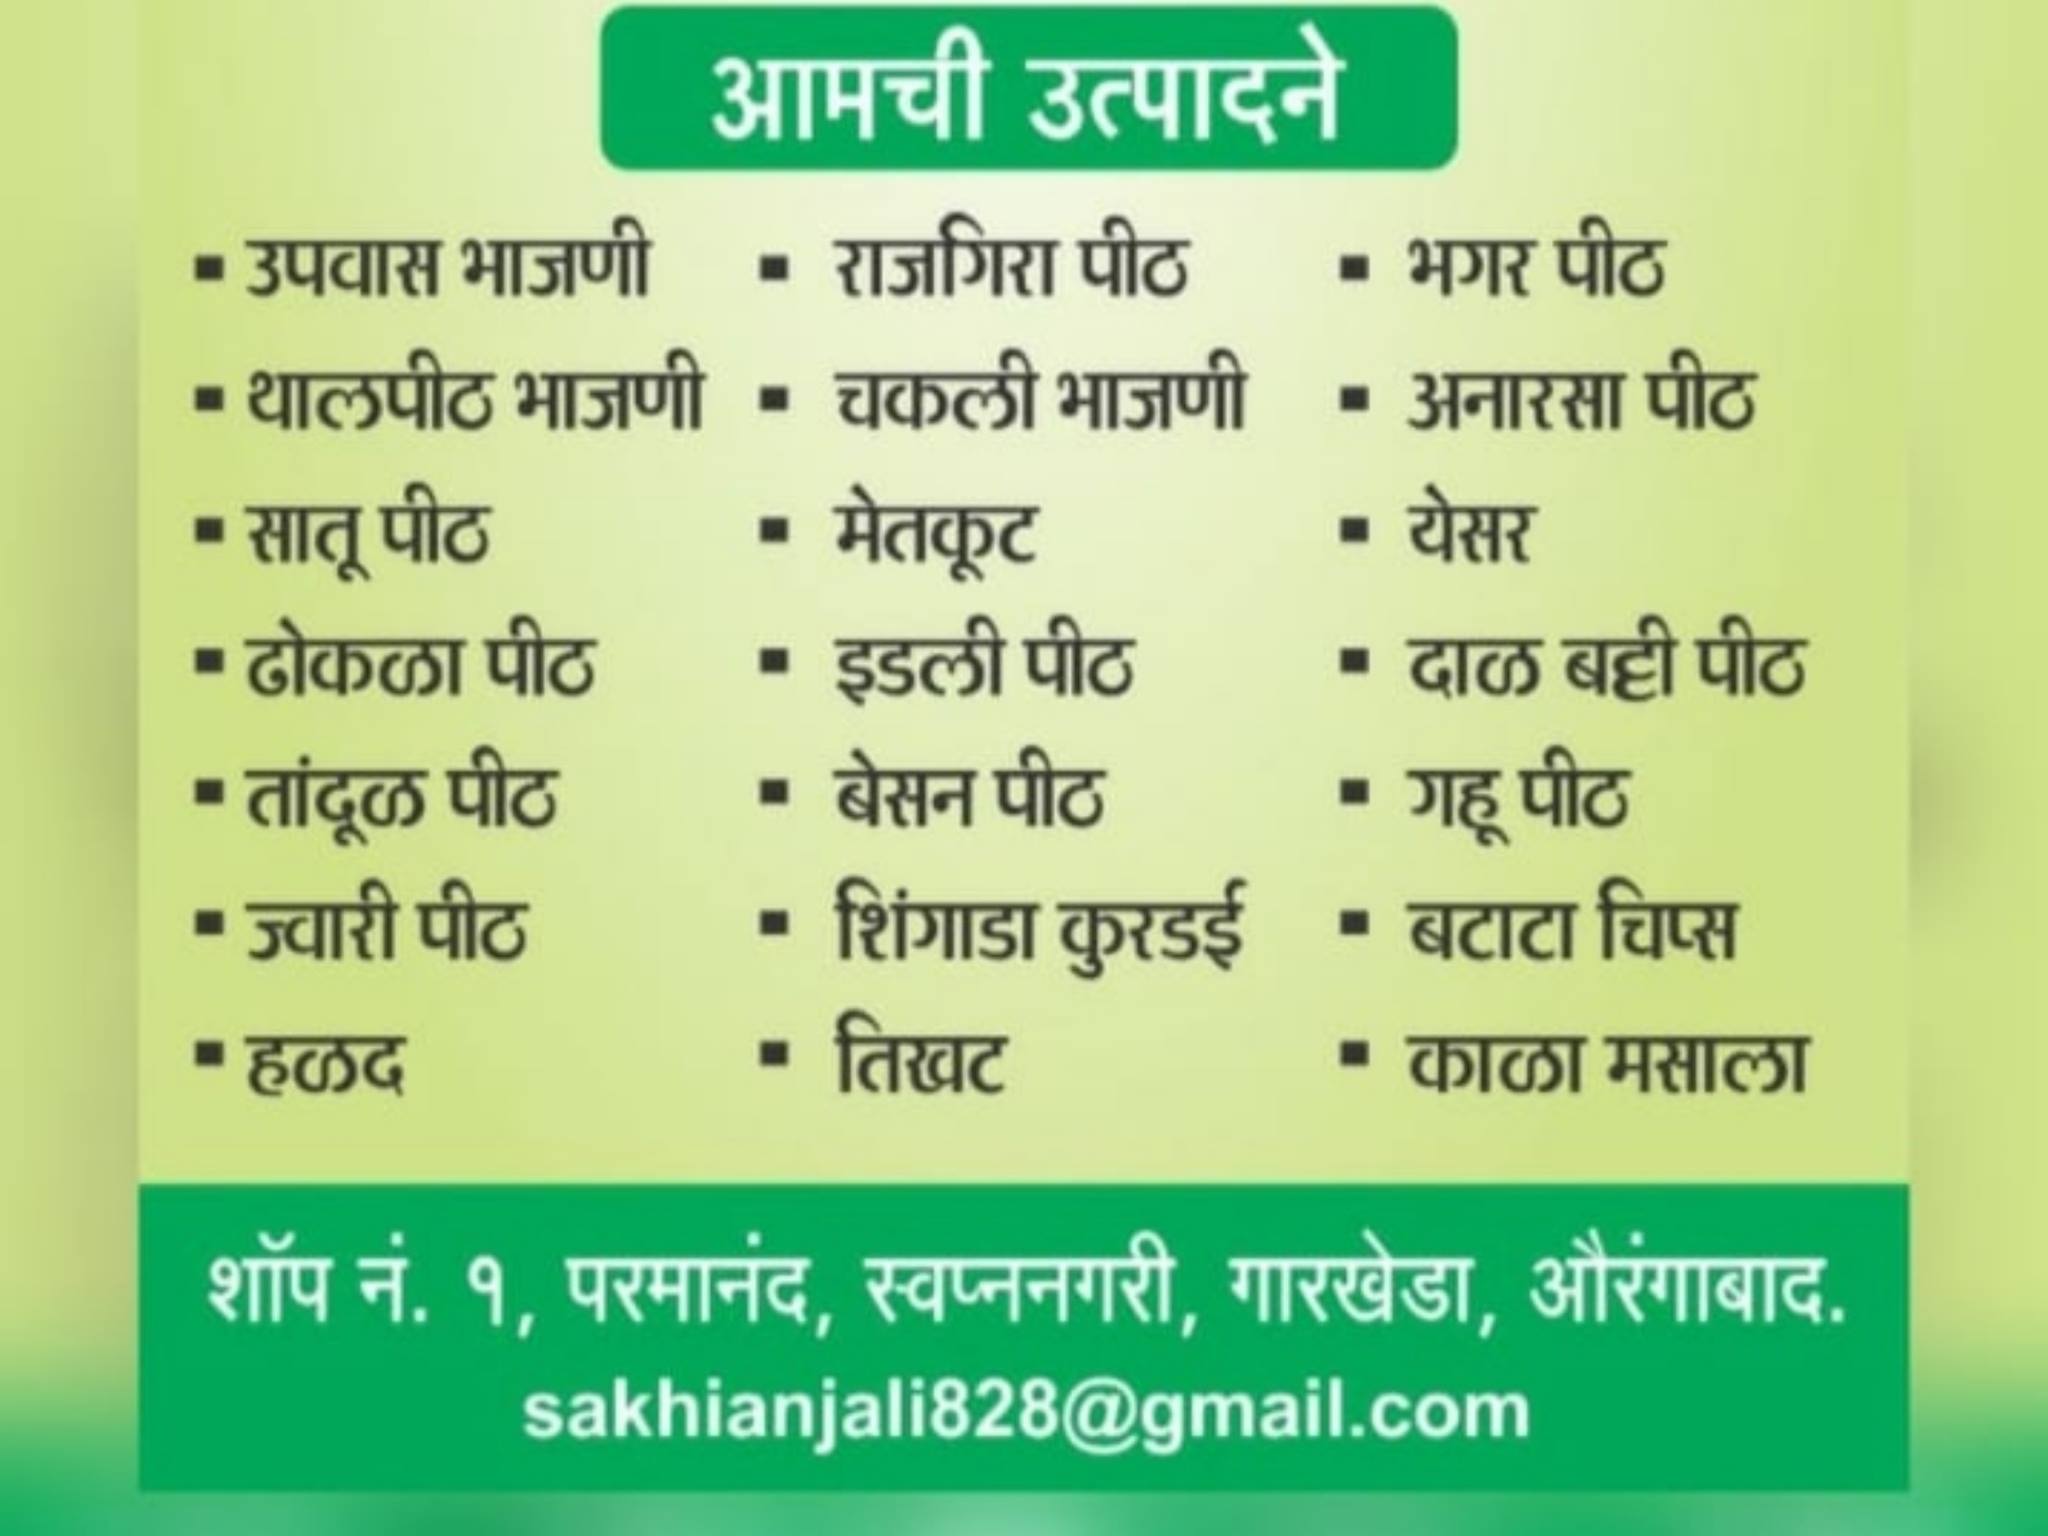 आमची उत्पादने
▪ उपवास भाजणी ▪ राजगिरा पीठ ▪ भगर पीठ
▪ थालपीठ भाजणी ▪ चकली भाजणी ▪ अनारसा पीठ
▪ सातू पीठ ▪ मेतकूट ▪ येसर
▪ ढोकळा पीठ ▪ इडली पीठ ▪ दाळ बट्टी पीठ
▪ तांदूळ पीठ ▪ बेसन पीठ ▪ गहू पीठ
▪ ज्वारी पीठ ▪ शिंगाडा कुरडई ▪ बटाटा चिप्स
▪ हळद ▪ तिखट ▪ काळा मसाला
शॉप नं. १, परमानंद, स्वप्ननगरी, गारखेडा, औरंगाबाद.
sakhianjali828@gmail.com